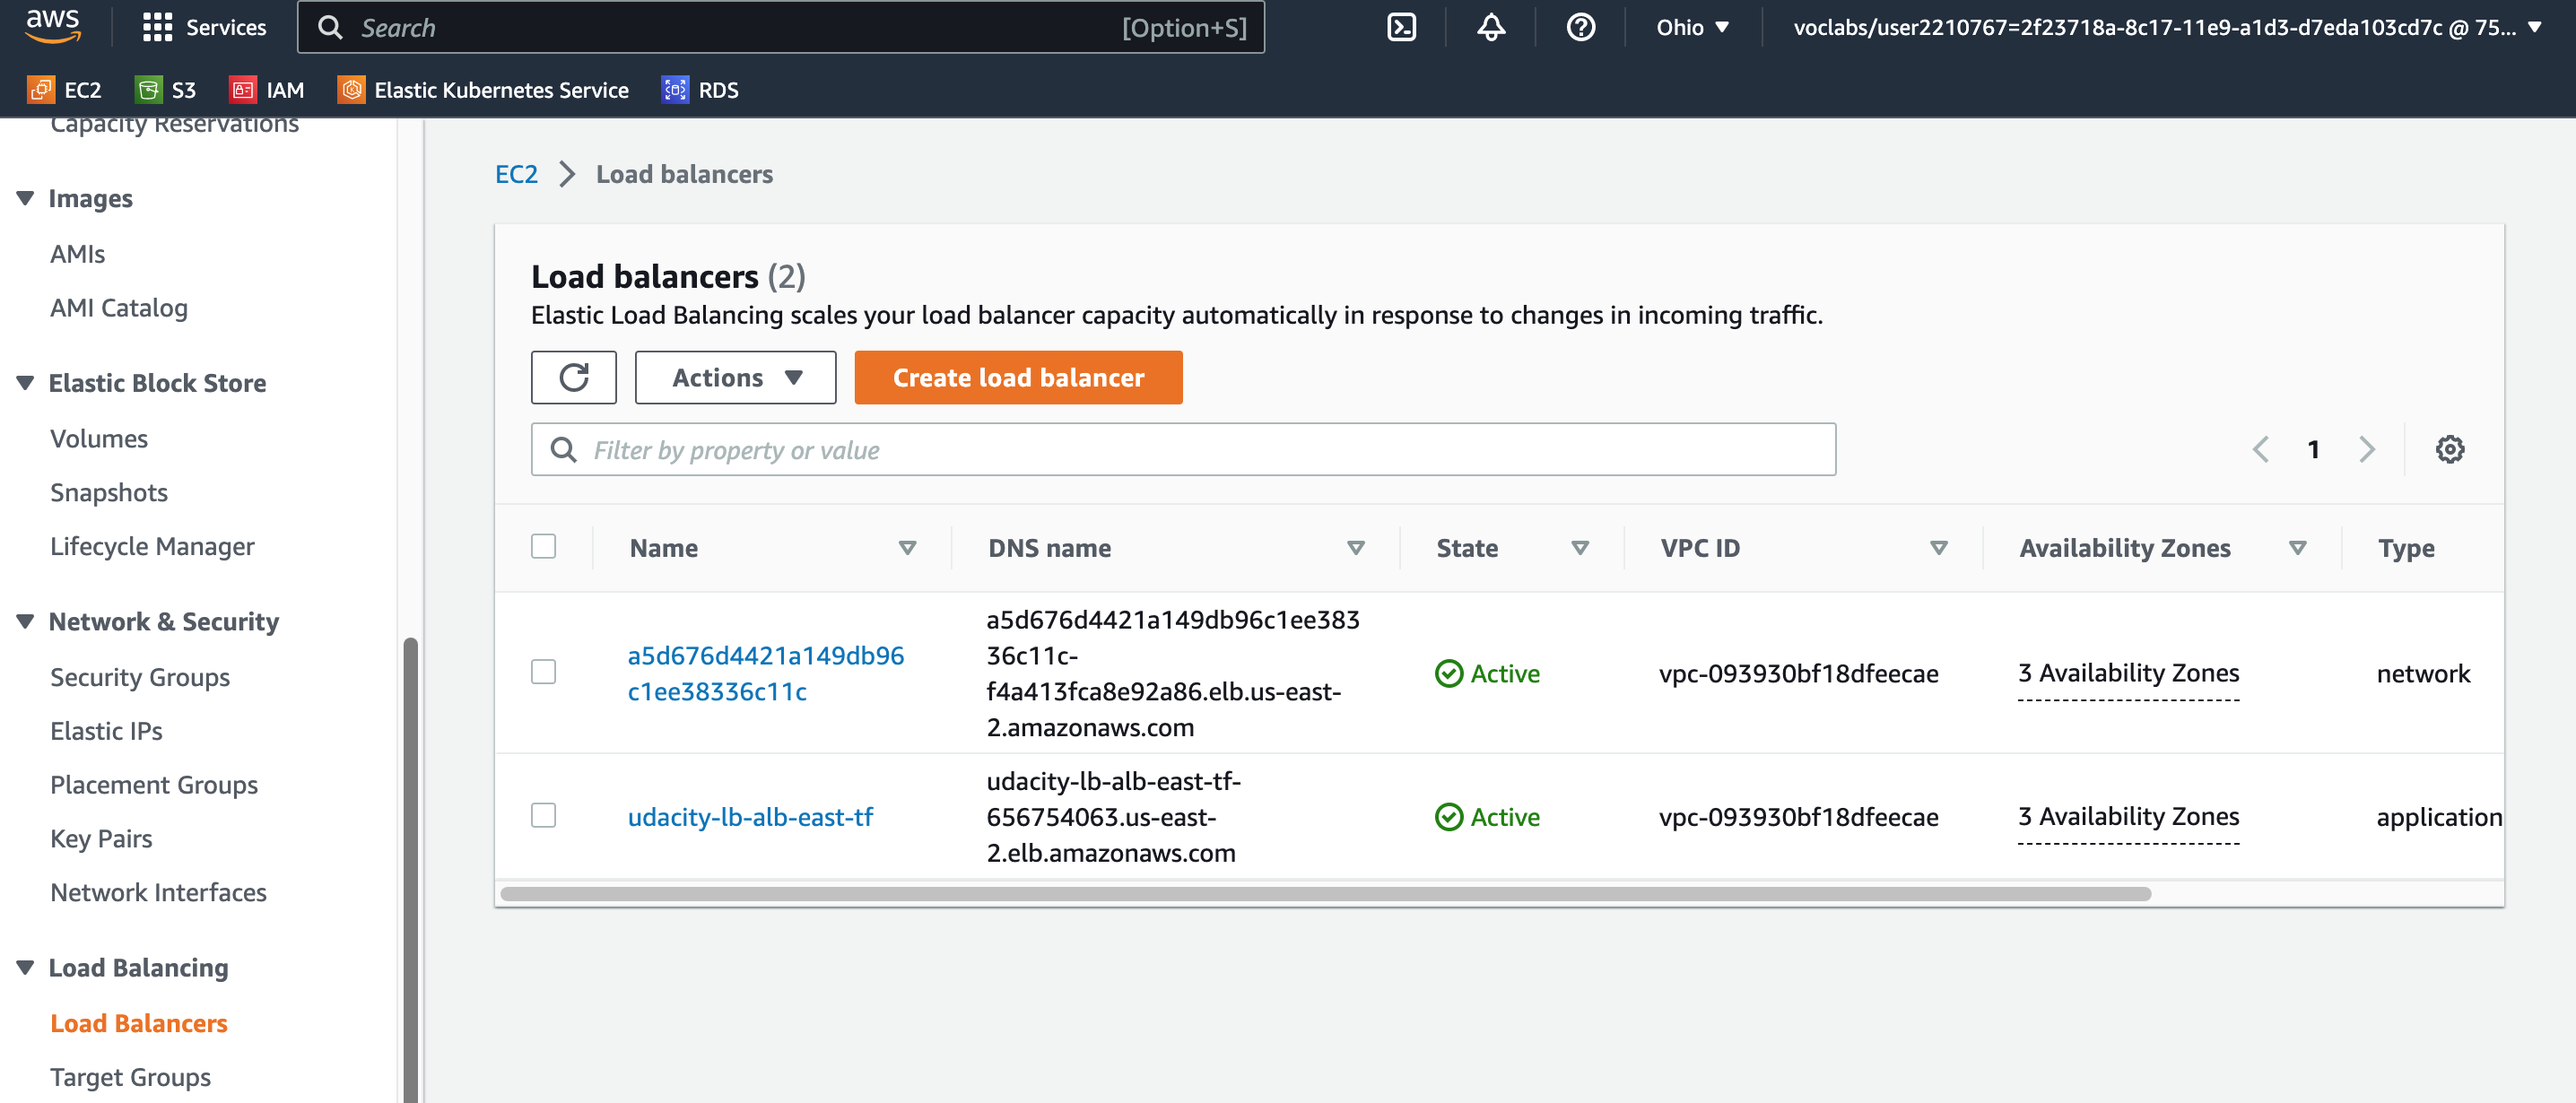 aws
Services
Search
[Option+S]
Ohio
voclabs/user2210767=2f23718a-8c17-11e9-a1d3-d7eda103cd7c @ 75...
EC2
S3
IAM
Elastic Kubernetes Service
RDS
Capacity Reservations
Images
AMIs
AMI Catalog
Elastic Block Store
Volumes
Snapshots
Lifecycle Manager
Network & Security
Security Groups
Elastic IPs
Placement Groups
Key Pairs
Network Interfaces
Load Balancing
Load Balancers
Target Groups
EC2
Load balancers
Load balancers (2)
Elastic Load Balancing scales your load balancer capacity automatically in response to changes in incoming traffic.
Actions
Create load balancer
Filter by property or value
1
Name
DNS name
State
VPC ID
Availability Zones
Type
a5d676d4421a149db96
c1ee38336c11c
a5d676d4421a149db96c1ee383
36c11c-
f4a413fca8e92a86.elb.us-east-
2.amazonaws.com
Active
vpc-093930bf18dfeecae
3 Availability Zones
network
udacity-lb-alb-east-tf
udacity-lb-alb-east-tf-
656754063.us-east-
2.elb.amazonaws.com
Active
vpc-093930bf18dfeecae
3 Availability Zones
application